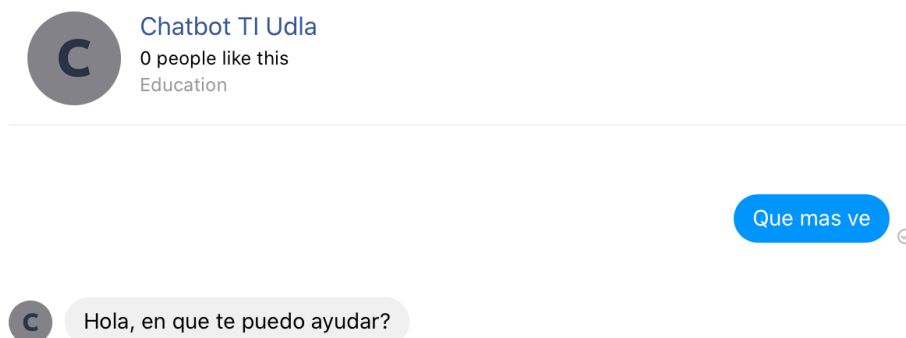 C
Chatbot TI Udla
0 people like this
Education
Que mas ve
C
Hola, en que te puedo ayudar?